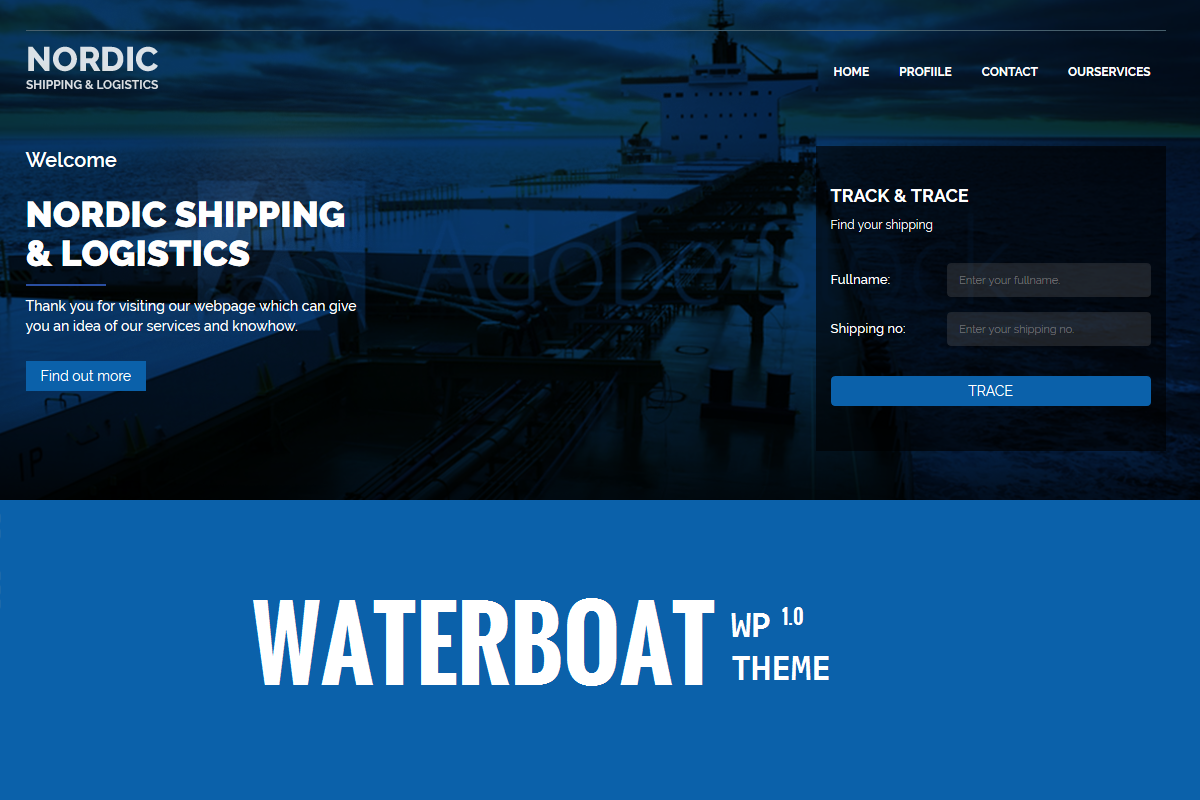 NORDIC
SHIPPING & LOGISTICS
HOME PROFIILE CONTACT OURSERVICES
Welcome
NORDIC SHIPPING
& LOGISTICS
Thank you for visiting our webpage which can give
you an idea of our services and knowhow.
Find out more
TRACK & TRACE
Find your shipping
Fullname: Enter your fullname.
Shipping no: Enter your shipping no.
TRACE
Adobe
1P
WATERBOAT WP 1.0
THEME